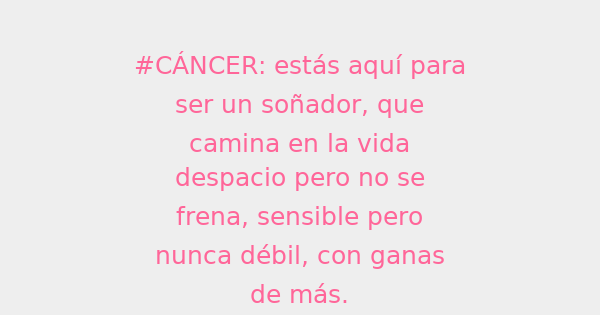 #CÁNCER: estás aquí para
ser un soñador, que
camina en la vida
despacio pero no se
frena, sensible pero
nunca débil, con ganas
de más.